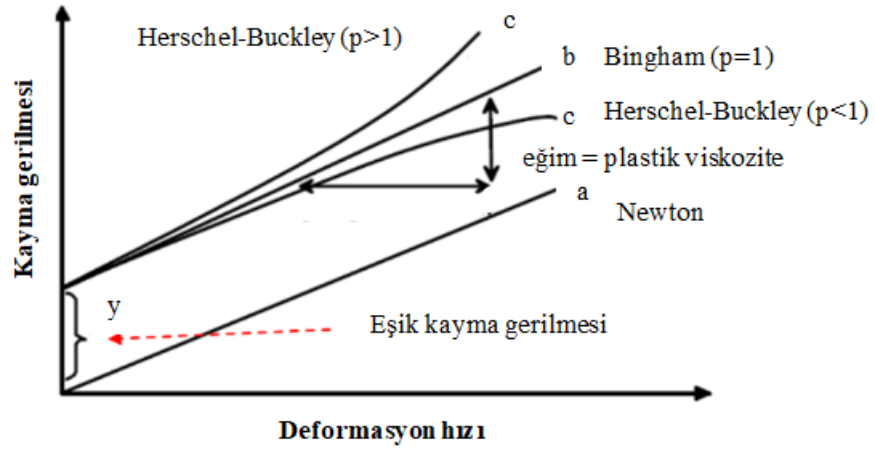 Herschel-Buckley (p>1)
c
b
Bingham (p=1)
c
Herschel-Buckley (p<1)
eğim = plastik viskozite
a
Newton
y
Eşik kayma gerilmesi
Kayma gerilmesi
Deformasyon hızı